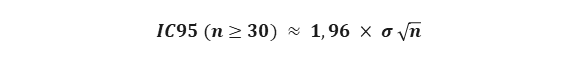 IC95 (n ≥ 30) ≈ 1,96 × σ √n